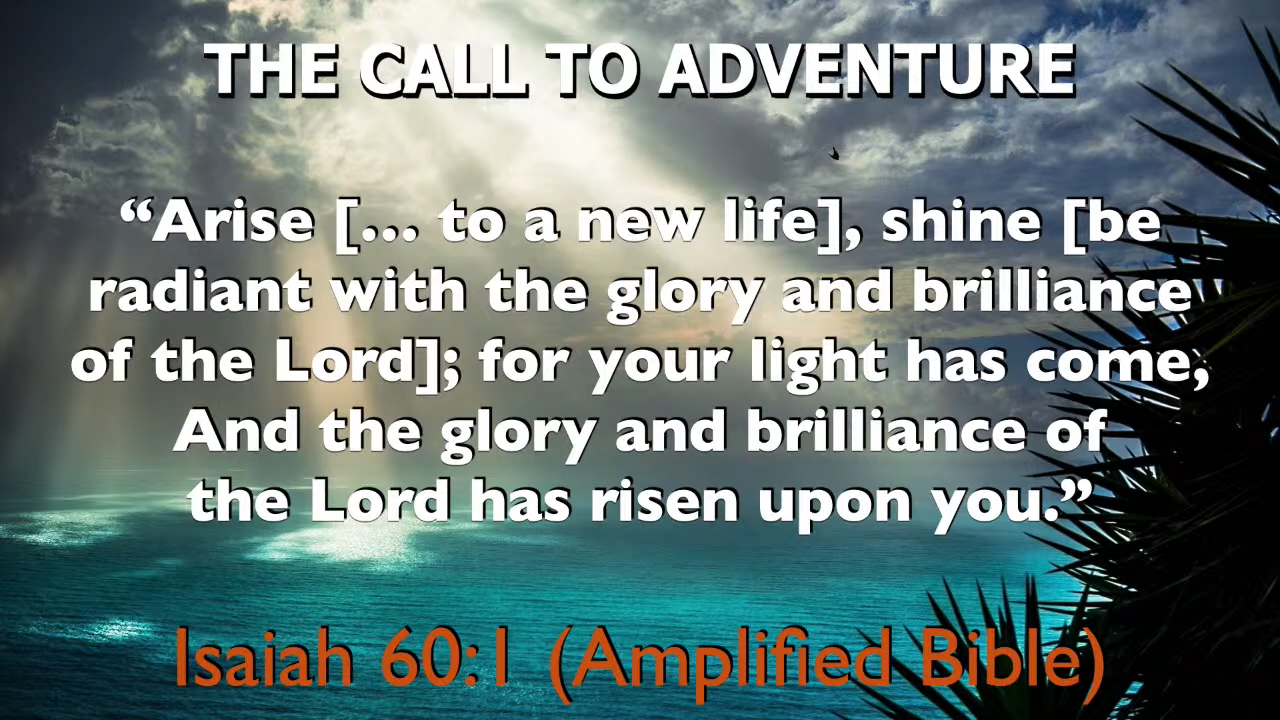 THE CALL TO ADVENTURE
“Arise [... to a new life], shine [be
radiant with the glory and brilliance
of the Lord]; for your light has come,
And the glory and brilliance of
the Lord has risen upon you.”
Isaiah 60:1 (Amplified Bible)